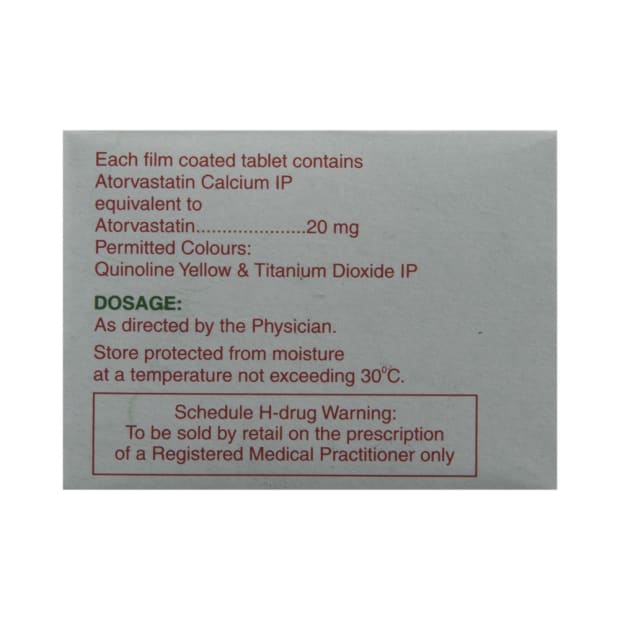 Each film coated tablet contains
Atorvastatin Calcium IP
equivalent to
Atorvastatin.....................20 mg
Permitted Colours:
Quinoline Yellow & Titanium Dioxide IP
DOSAGE:
As directed by the Physician.
Store protected from moisture
at a temperature not exceeding 30°C.
Schedule H-drug Warning:
To be sold by retail on the prescription
of a Registered Medical Practitioner only